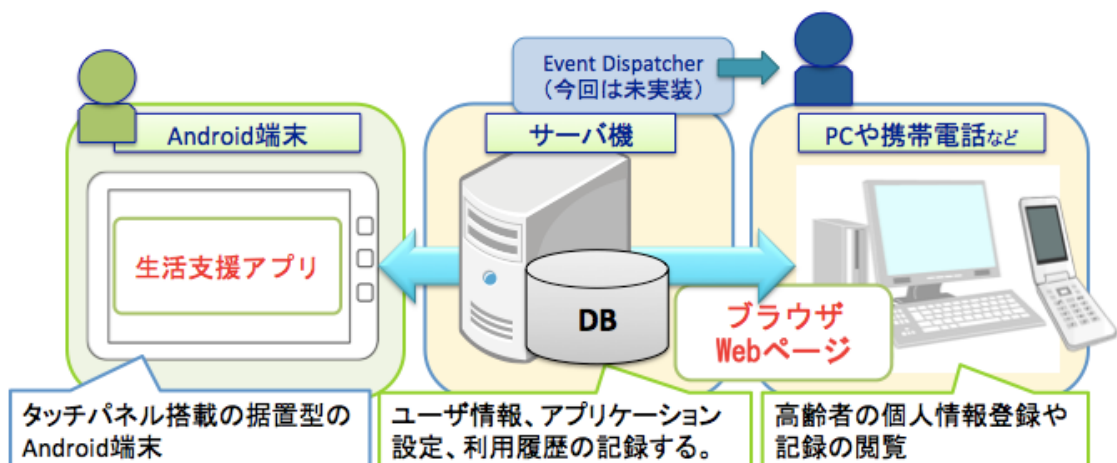 Event Dispatcher
（今回は未実装）
Android端末
サーバ機
PCや携帯電話など
生活支援アプリ
DB
ブラウザ
Webページ
タッチパネル搭載の据置型の
Android端末
ユーザ情報、アプリケーション
設定、利用履歴の記録する。
高齢者の個人情報登録や
記録の閲覧